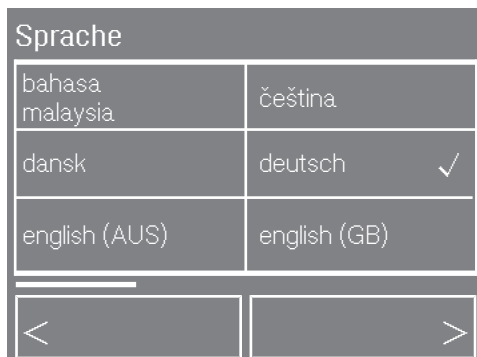 Sprache
bahasa
malaysia
čeština
dansk
deutsch ✓
english (AUS)
english (GB)
< >